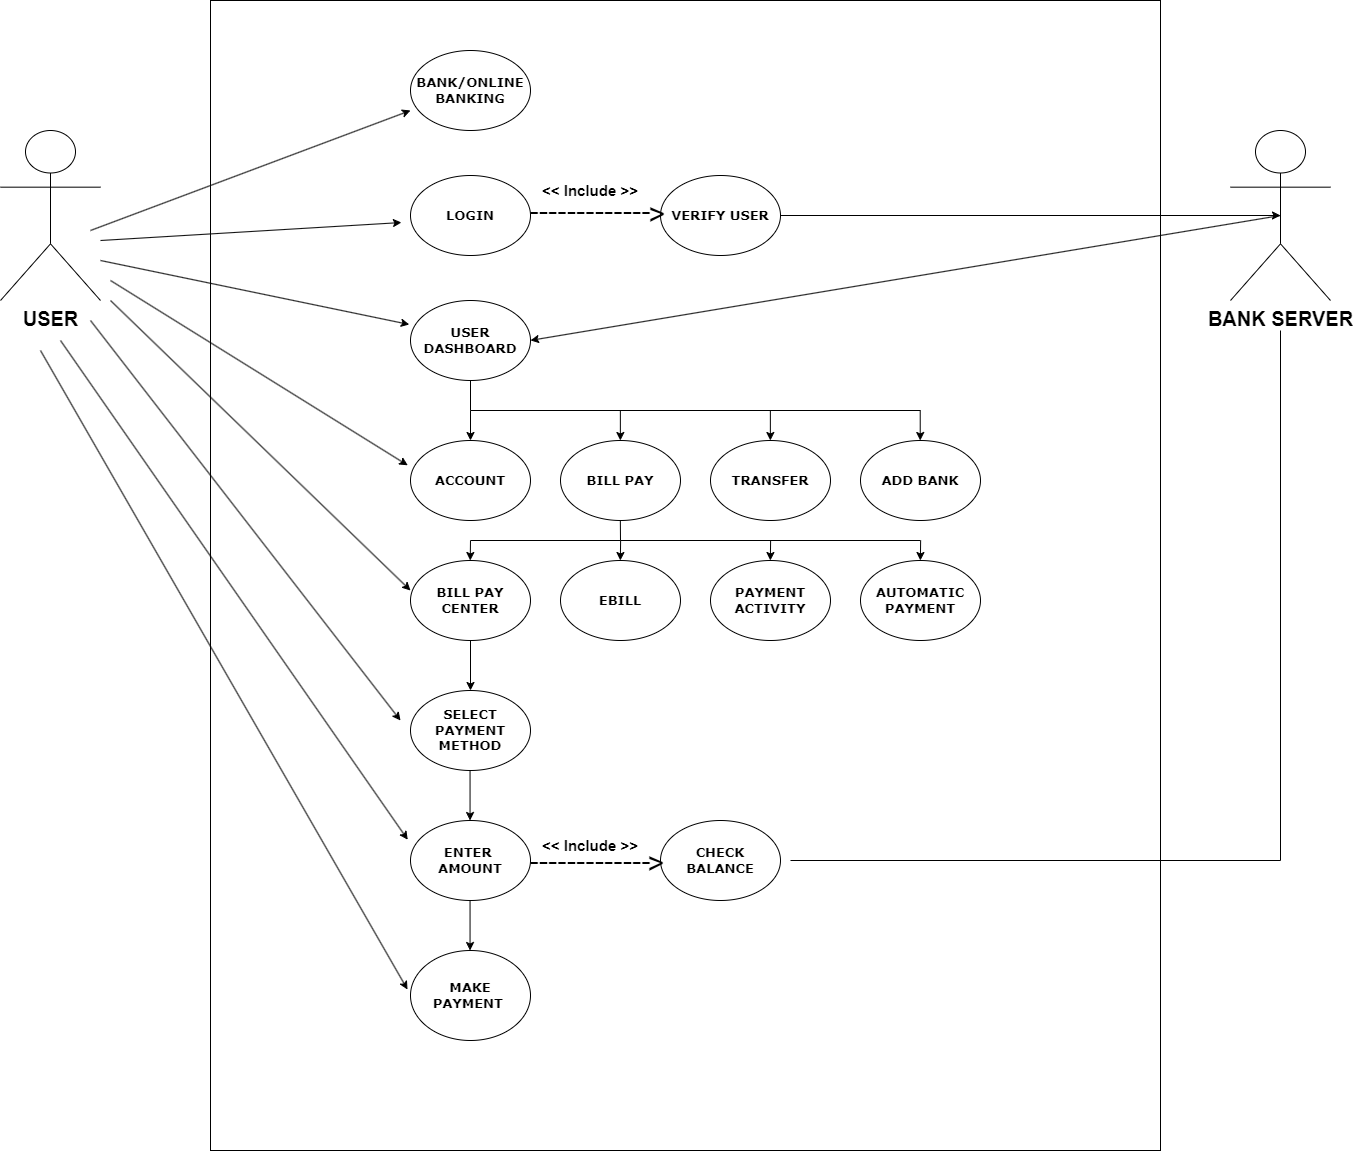 BANK/ONLINE
BANKING
<< Include >>
LOGIN
VERIFY USER
USER
BANK SERVER
USER
DASHBOARD
ACCOUNT
BILL PAY
TRANSFER
ADD BANK
BILL PAY
CENTER
EBILL
PAYMENT
ACTIVITY
AUTOMATIC
PAYMENT
SELECT
PAYMENT
METHOD
<< Include >>
ENTER
AMOUNT
CHECK
BALANCE
MAKE
PAYMENT